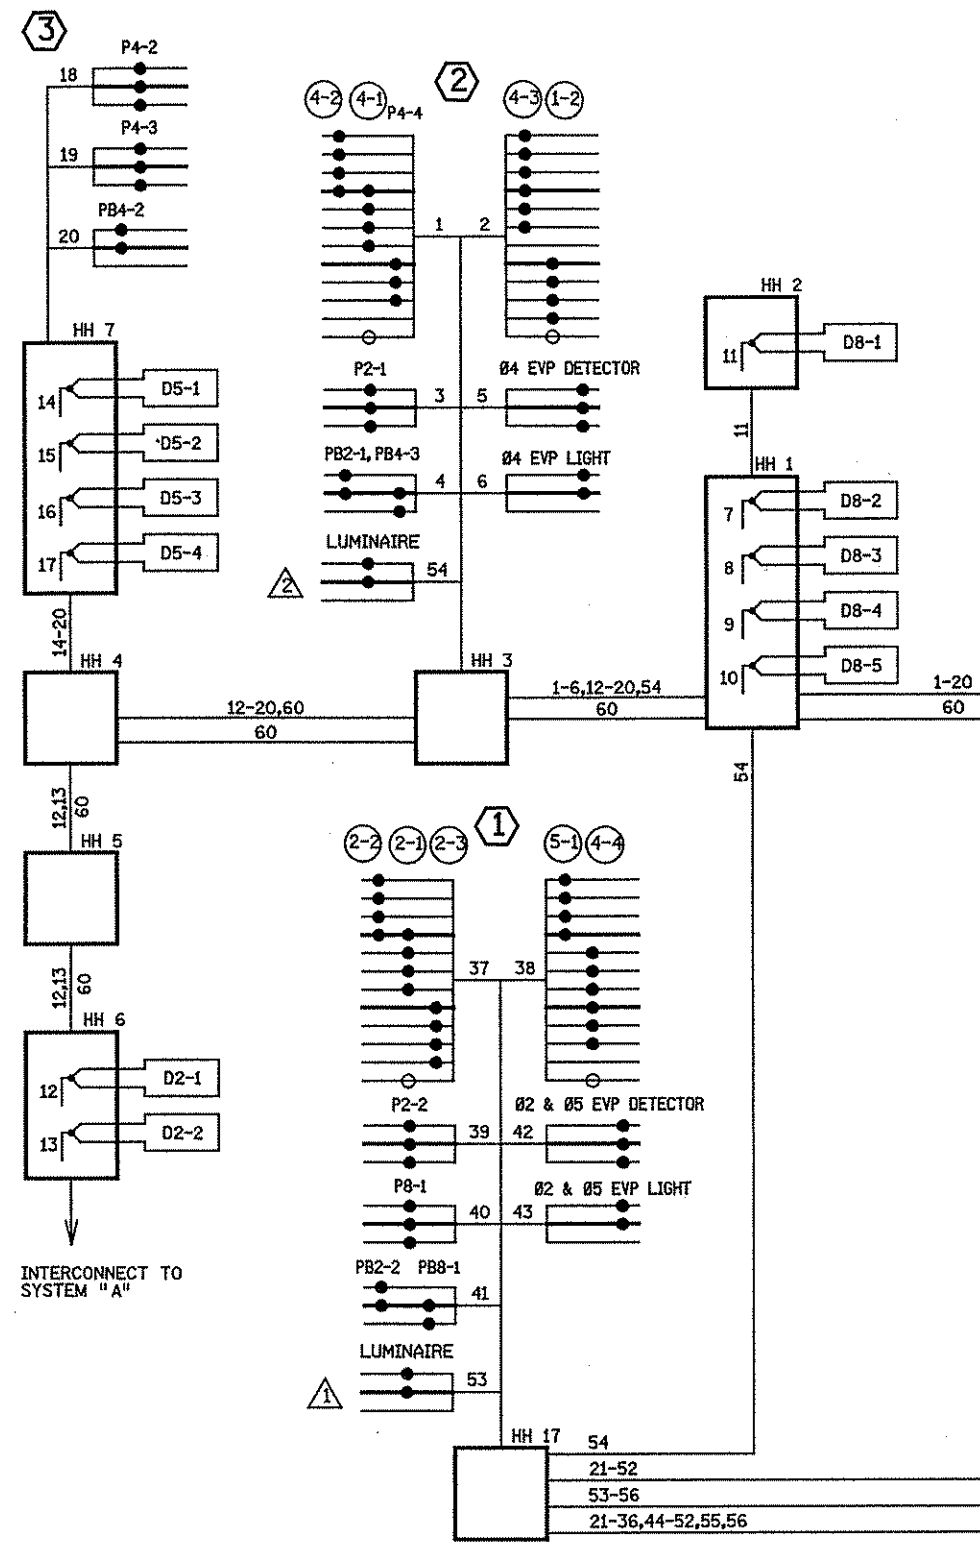 3
P4-2
18
P4-3
19
PB4-2
20
HH 7
14
D5-1
15
D5-2
16
D5-3
17
D5-4
14-20
HH 4
12-20,60
60
12,13
60
HH 5
12,13
60
HH 6
12
D2-1
13
D2-2
INTERCONNECT TO
SYSTEM "A"
2
4-2 4-1 P4-4
4-3 1-2
1 2
P2-1
Ø4 EVP DETECTOR
3 5
PB2-1, PB4-3
Ø4 EVP LIGHT
4 6
LUMINAIRE
2
54
HH 3
1-6,12-20,54
60
HH 2
11
D8-1
11
HH 1
7
D8-2
8
D8-3
9
D8-4
10
D8-5
1-20
60
54
1
2-2 2-1 2-3
5-1 4-4
37 38
P2-2
Ø2 & Ø5 EVP DETECTOR
39 42
P8-1
Ø2 & Ø5 EVP LIGHT
40 43
PB2-2 PB8-1
41
LUMINAIRE
1
53
HH 17
54
21-52
53-56
21-36,44-52,55,56